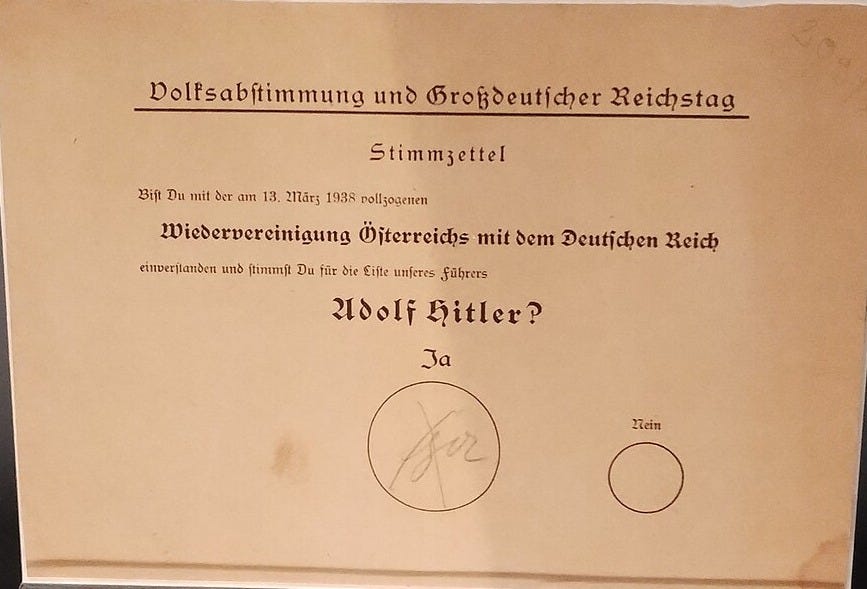 Volksabstimmung und Großdeutscher Reichstag
Stimmzettel
Bist Du mit der am 13. März 1938 vollzogenen
Wiedervereinigung Österreichs mit dem Deutschen Reich
einverstanden und stimmst Du für die Liste unseres Führers
Adolf Hitler?
Ja
Nein